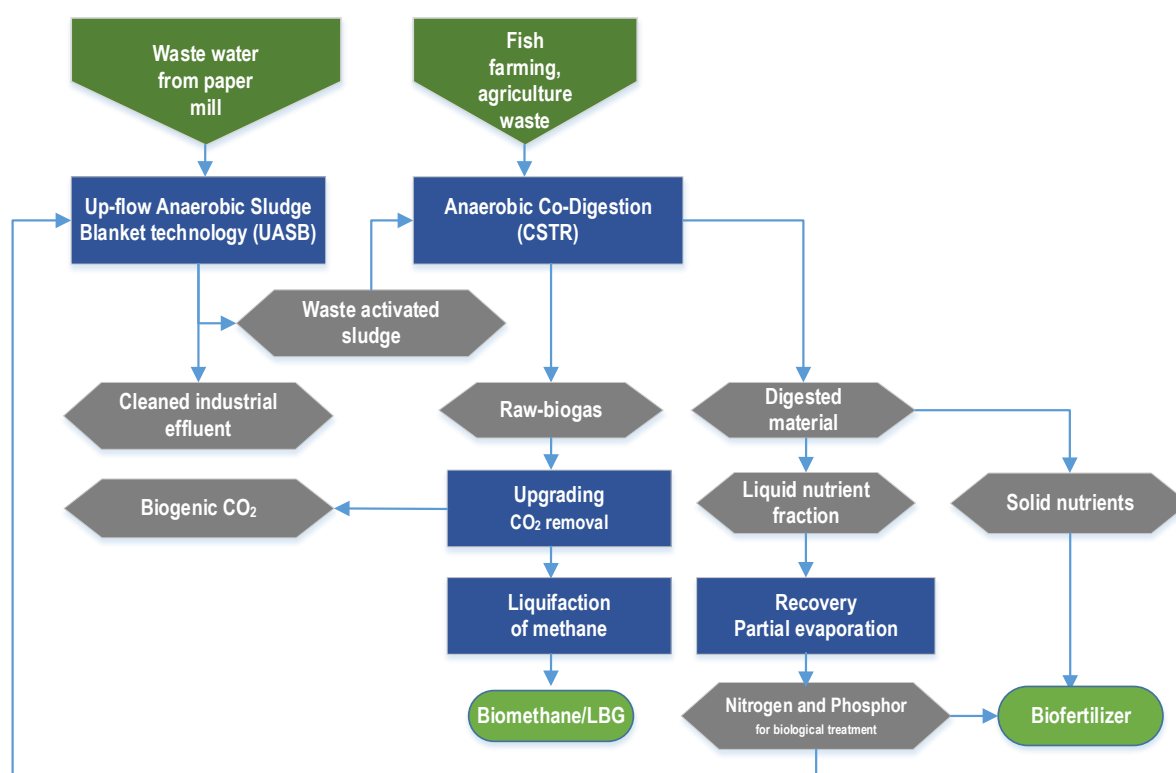 Waste water
from paper
mill
Fish
farming,
agriculture
waste
Up-flow Anaerobic Sludge
Blanket technology (UASB)
Anaerobic Co-Digestion
(CSTR)
Waste activated
sludge
Cleaned industrial
effluent
Raw-biogas
Digested
material
Biogenic CO₂
Upgrading
CO₂ removal
Liquid nutrient
fraction
Solid nutrients
Liquifaction
of methane
Recovery
Partial evaporation
Biomethane/LBG
Nitrogen and Phosphor
for biological treatment
Biofertilizer